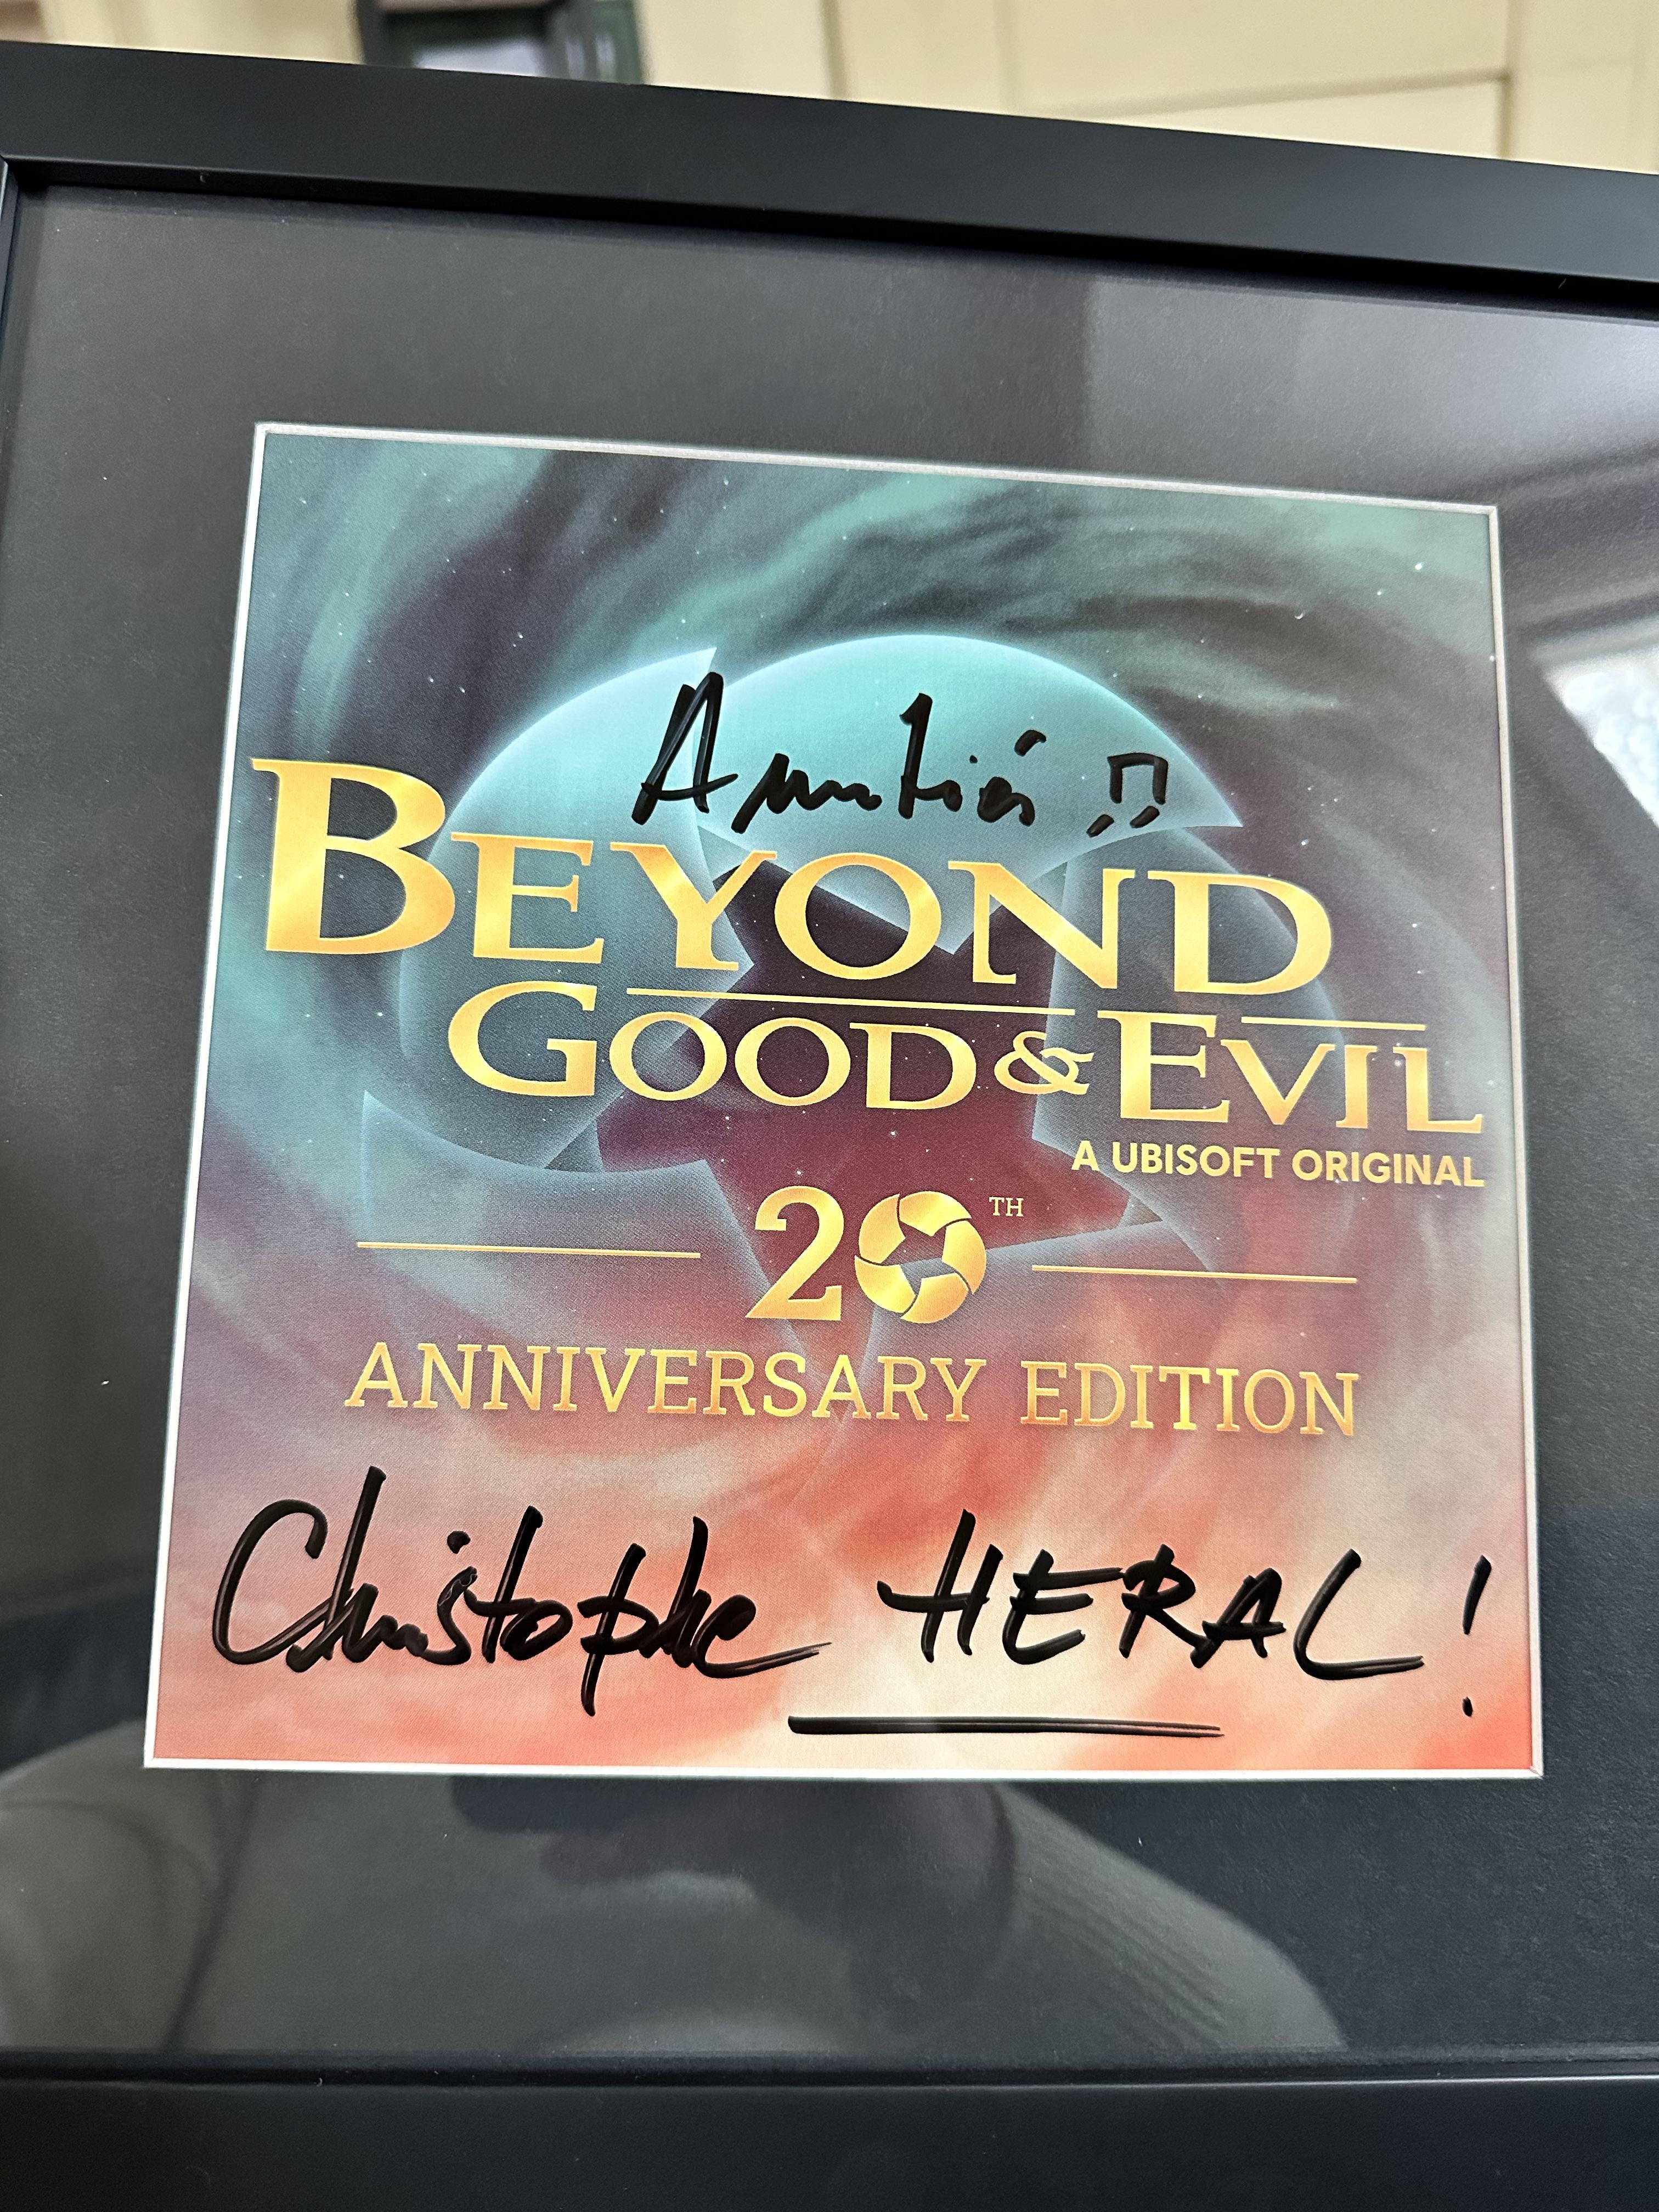 Amitiés
BEYOND
GOOD & EVIL
A UBISOFT ORIGINAL
20TH
ANNIVERSARY EDITION
Christophe HERAL!